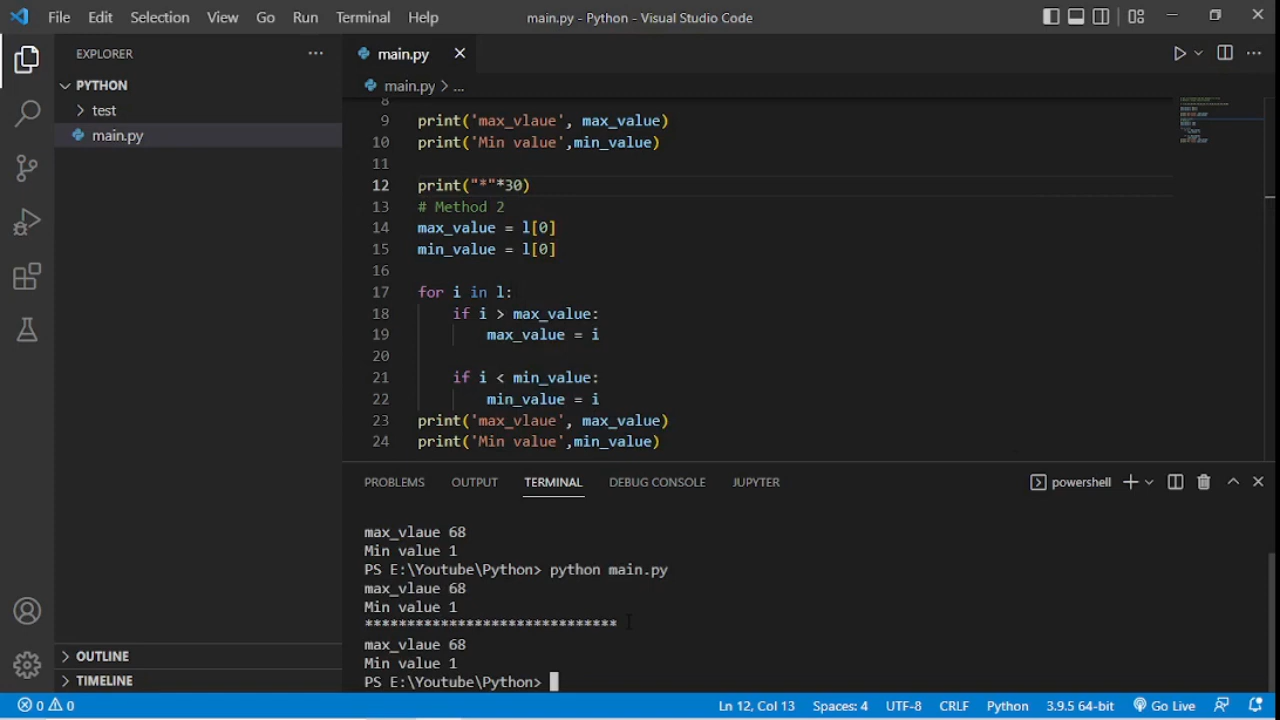 File Edit Selection View Go Run Terminal Help main.py - Python - Visual Studio Code
EXPLORER
PYTHON
test
main.py
OUTLINE
TIMELINE
main.py
main.py > ...
8
9 print('max_vlaue', max_value)
10 print('Min value',min_value)
11
12 print("*"*30)
13 # Method 2
14 max_value = l[0]
15 min_value = l[0]
16
17 for i in l:
18 if i > max_value:
19 max_value = i
20
21 if i < min_value:
22 min_value = i
23 print('max_vlaue', max_value)
24 print('Min value',min_value)
PROBLEMS OUTPUT TERMINAL DEBUG CONSOLE JUPYTER powershell
max_vlaue 68
Min value 1
PS E:\Youtube\Python> python main.py
max_vlaue 68
Min value 1
******************************
max_vlaue 68
Min value 1
PS E:\Youtube\Python>
0 0 Ln 12, Col 13 Spaces: 4 UTF-8 CRLF Python 3.9.5 64-bit Go Live